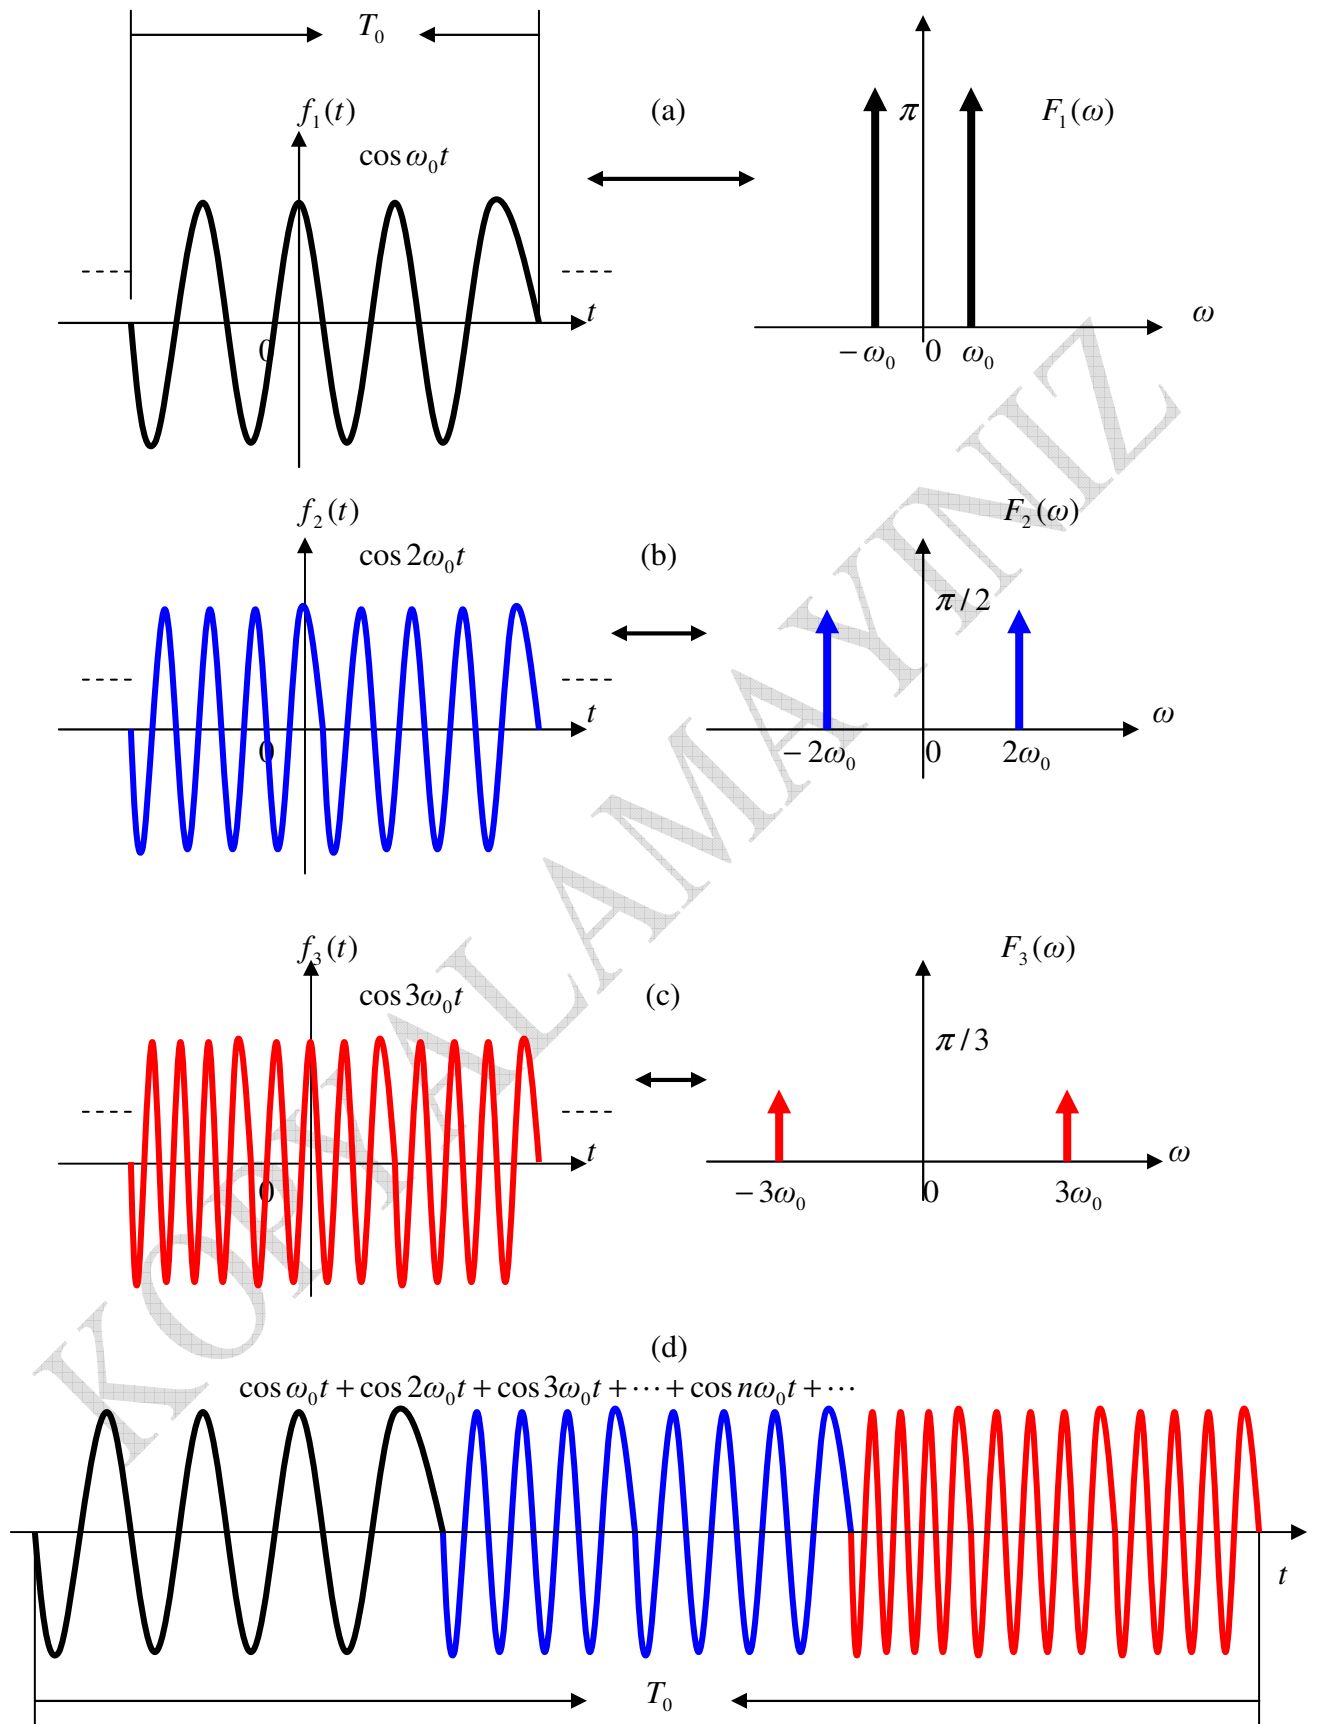 T₀
f₁(t)
(a)
π
F₁(ω)
cos ω₀t
t
ω
0
−ω₀ 0 ω₀
f₂(t)
F₂(ω)
cos 2ω₀t
(b)
π/2
t
ω
0
−2ω₀ 0 2ω₀
f₃(t)
F₃(ω)
cos 3ω₀t
(c)
π/3
t
ω
0
−3ω₀ 0 3ω₀
(d)
cos ω₀t + cos 2ω₀t + cos 3ω₀t + ⋯ + cos nω₀t + ⋯
t
T₀
KOPYALAMAYINIZ